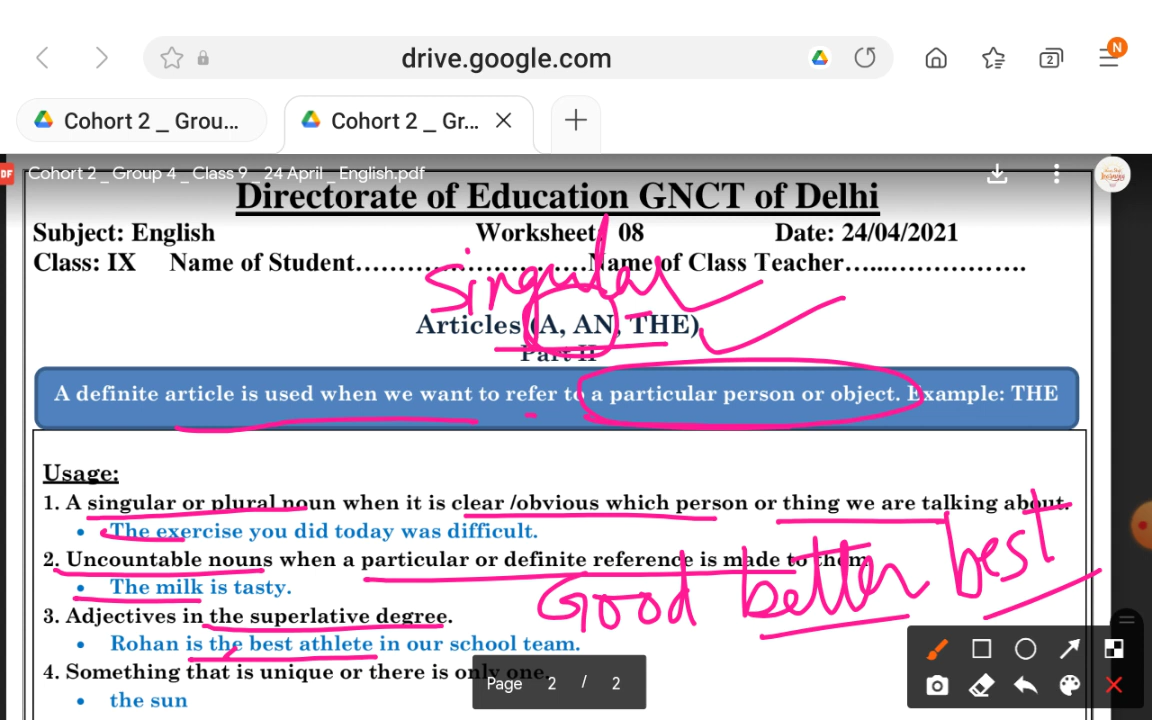 drive.google.com
2
N
Cohort 2 _ Grou...
Cohort 2 _ Gr...
DF
Cohort 2 _ Group 4 _ Class 9 _ 24 April _ English.pdf
Directorate of Education GNCT of Delhi
Subject: English Worksheet: 08 Date: 24/04/2021
Class: IX Name of Student............................Name of Class Teacher......................
Singular
Articles (A, AN, THE)
Part II
A definite article is used when we want to refer to a particular person or object. Example: THE
Usage:
1. A singular or plural noun when it is clear /obvious which person or thing we are talking about.
• The exercise you did today was difficult.
2. Uncountable nouns when a particular or definite reference is made to them
• The milk is tasty.
Good better best
3. Adjectives in the superlative degree.
• Rohan is the best athlete in our school team.
4. Something that is unique or there is only one.
Page 2 / 2
• the sun